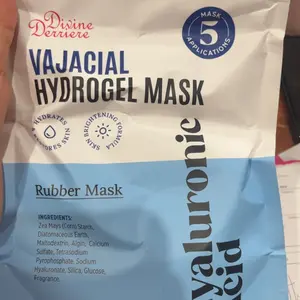 Divine
Derriere
MASK
5
APPLICATIONS
VAJACIAL
HYDROGEL MASK
HYDRATES
SKIN
SKIN BRIGHTENING FORMULA
Rubber Mask
INGREDIENTS:
Zea Mays (Corn) Starch,
Diatomaceous Earth,
Maltodextrin, Algin, Calcium
Sulfate, Tetrasodium
Pyrophosphate, Sodium
Hyaluronate, Silica, Glucose,
Fragrance.
Hyaluronic
Acid